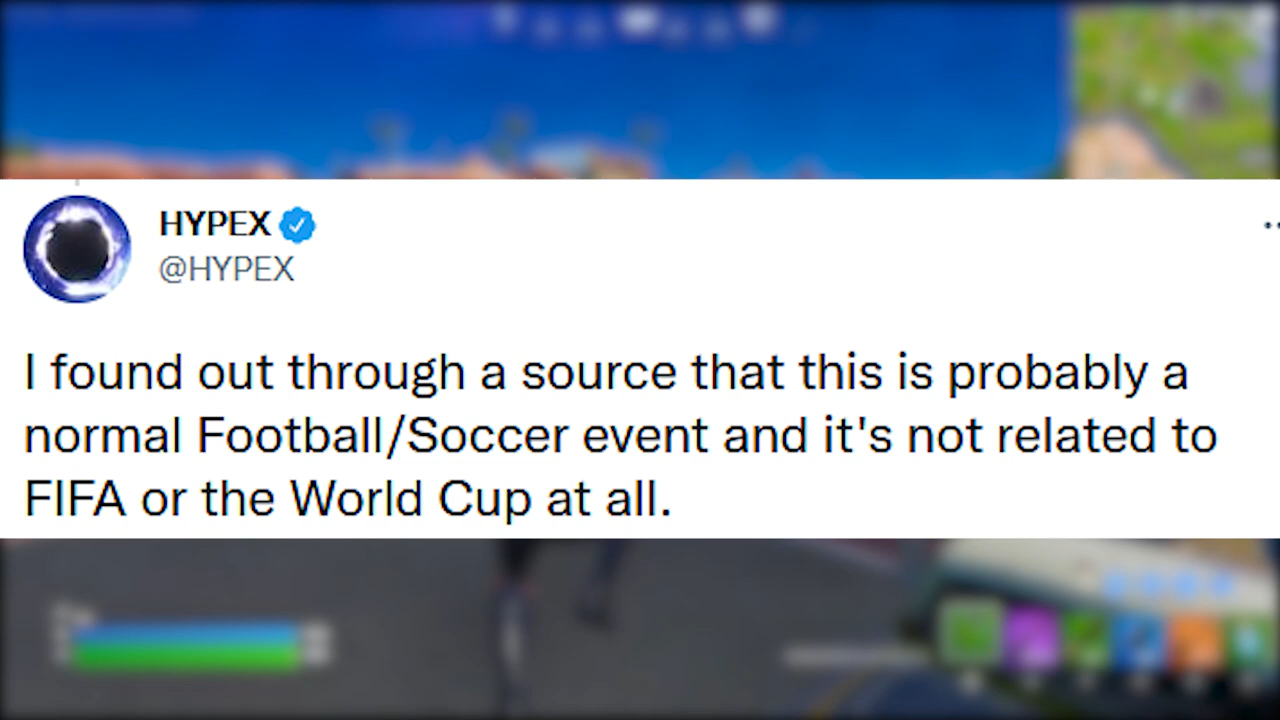 HYPEX
@HYPEX
I found out through a source that this is probably a
normal Football/Soccer event and it's not related to
FIFA or the World Cup at all.